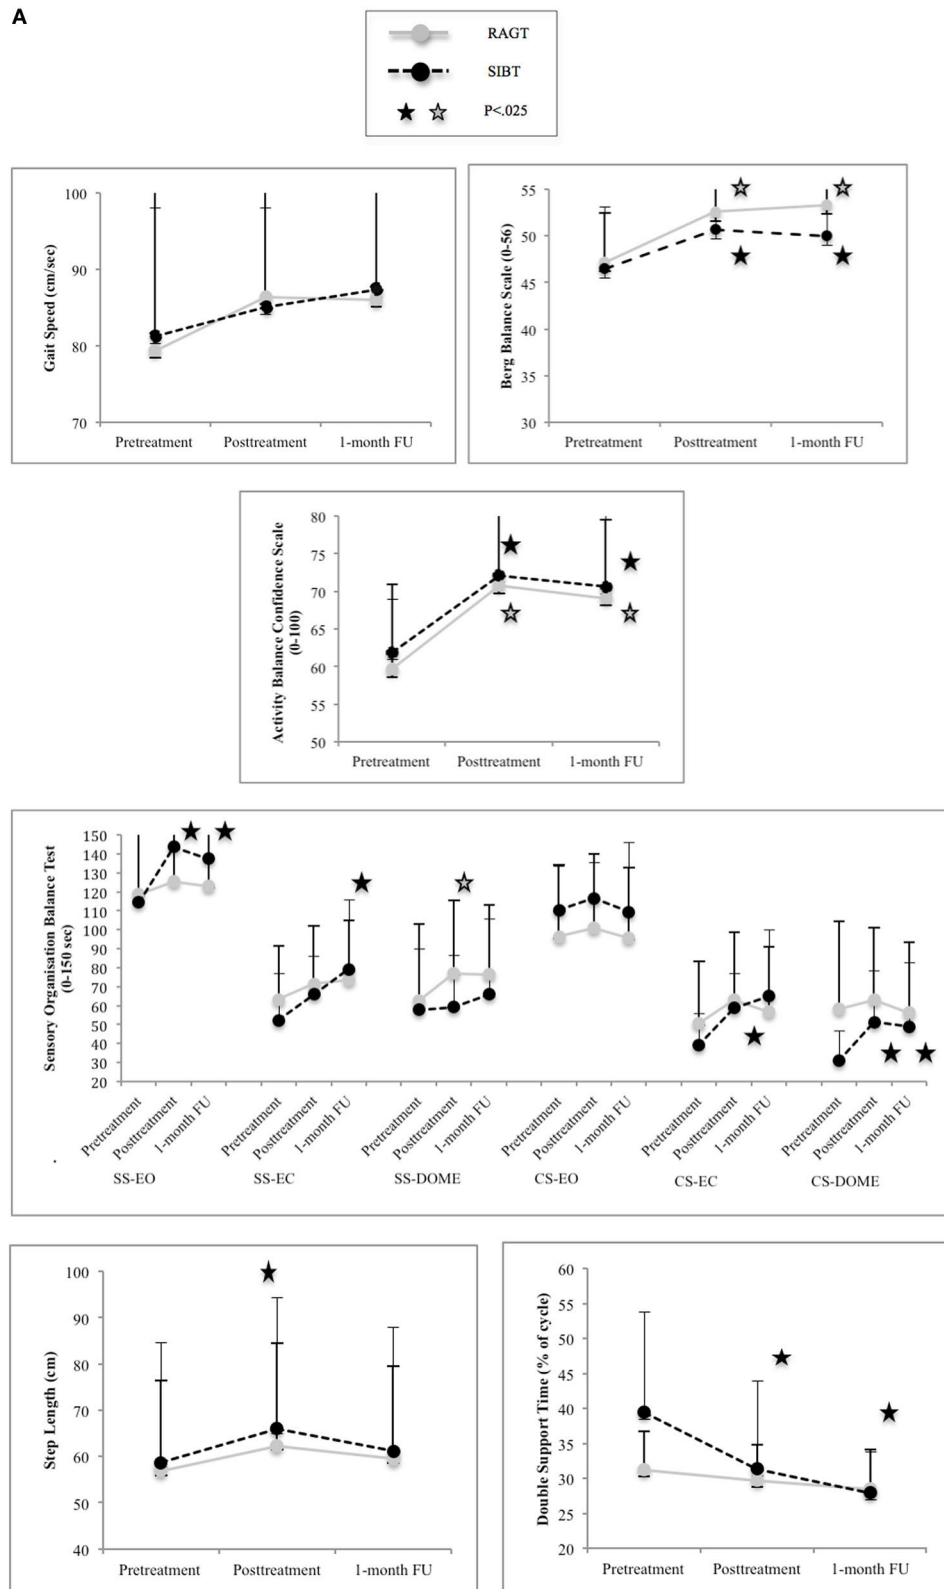 A
RAGT
SIBT
P<.025
Gait Speed (cm/sec)
100
90
80
70
Pretreatment Posttreatment 1-month FU
Berg Balance Scale (0-56)
55
50
45
40
35
30
Pretreatment Posttreatment 1-month FU
Activity Balance Confidence Scale
(0-100)
80
75
70
65
60
55
50
Pretreatment Posttreatment 1-month FU
Sensory Organisation Balance Test
(0-150 sec)
150
140
130
120
110
100
90
80
70
60
50
40
30
20
Pretreatment Posttreatment 1-month FU Pretreatment Posttreatment 1-month FU Pretreatment Posttreatment 1-month FU Pretreatment Posttreatment 1-month FU Pretreatment Posttreatment 1-month FU Pretreatment Posttreatment 1-month FU
SS-EO SS-EC SS-DOME CS-EO CS-EC CS-DOME
Step Length (cm)
100
90
80
70
60
50
40
Pretreatment Posttreatment 1-month FU
Double Support Time (% of cycle)
60
55
50
45
40
35
30
25
20
Pretreatment Posttreatment 1-month FU